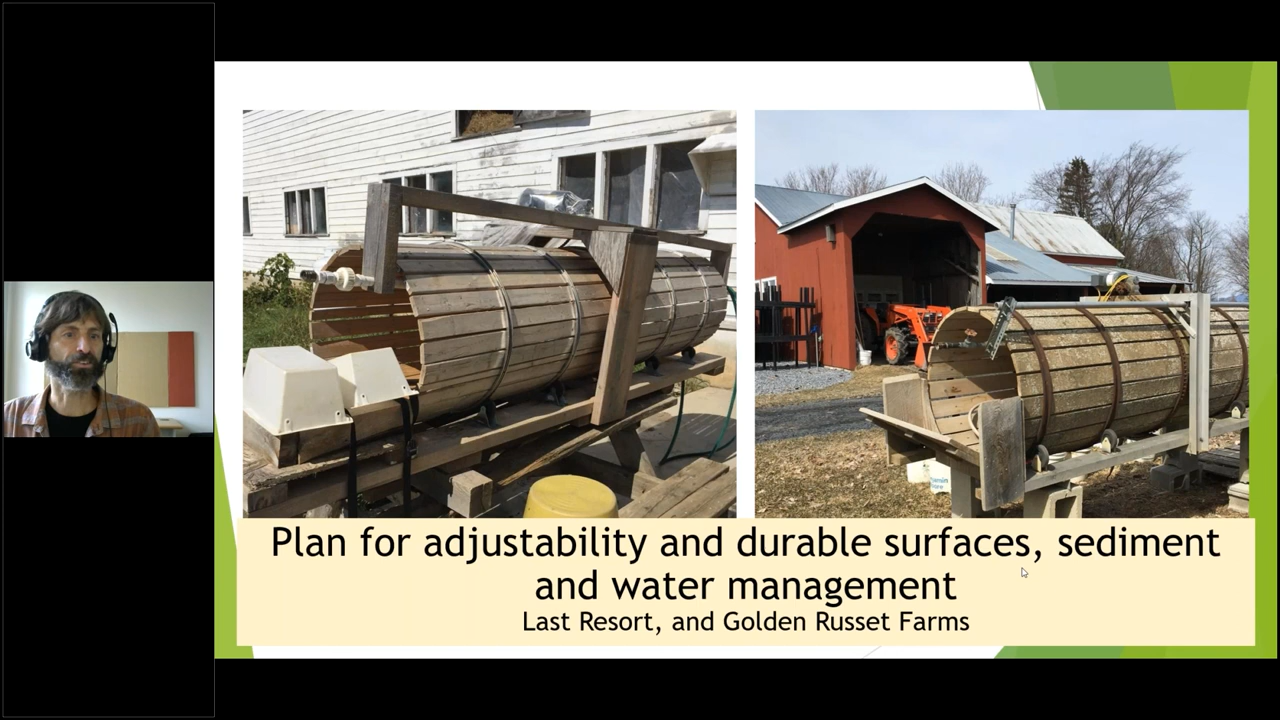 Plan for adjustability and durable surfaces, sediment
and water management
Last Resort, and Golden Russet Farms